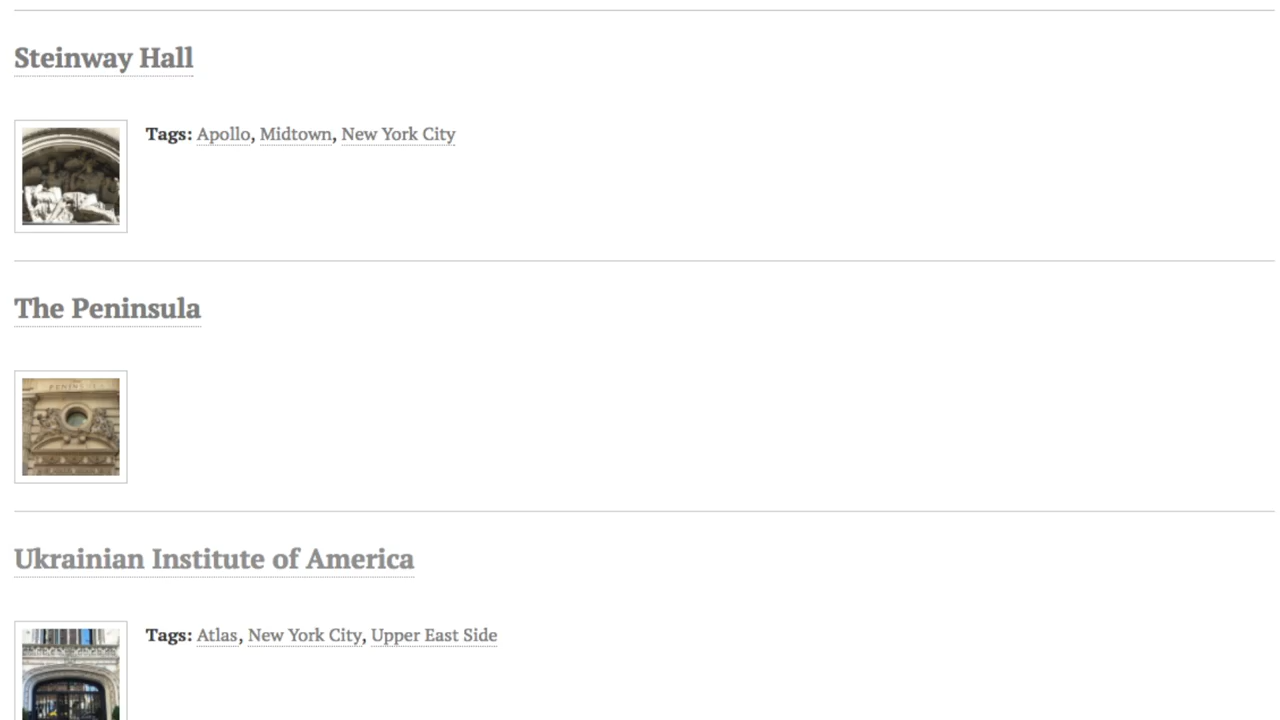 Steinway Hall
Tags: Apollo, Midtown, New York City
The Peninsula
Ukrainian Institute of America
Tags: Atlas, New York City, Upper East Side